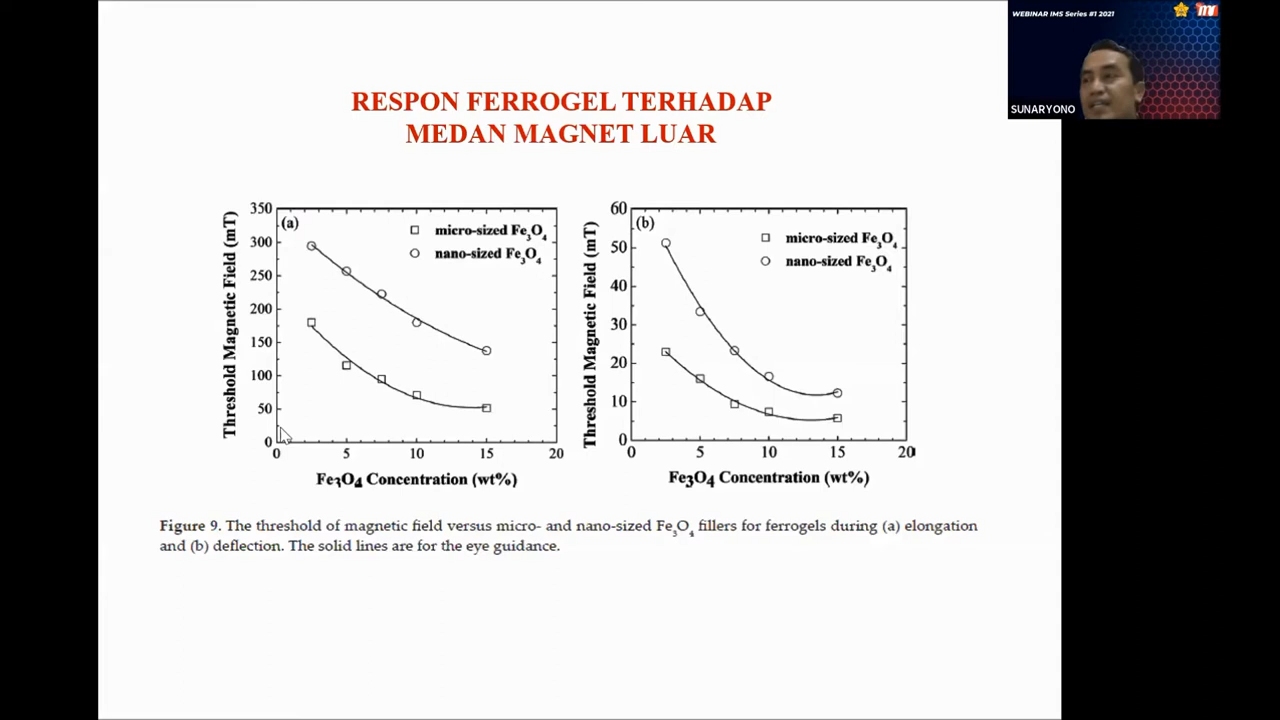 WEBINAR IMS Series #1 2021
SUNARYONO
RESPON FERROGEL TERHADAP
MEDAN MAGNET LUAR
(a)
micro-sized Fe3O4
nano-sized Fe3O4
Threshold Magnetic Field (mT)
350
300
250
200
150
100
50
0
0 5 10 15 20
Fe3O4 Concentration (wt%)
(b)
micro-sized Fe3O4
nano-sized Fe3O4
Threshold Magnetic Field (mT)
60
50
40
30
20
10
0
0 5 10 15 20
Fe3O4 Concentration (wt%)
Figure 9. The threshold of magnetic field versus micro- and nano-sized Fe3O4 fillers for ferrogels during (a) elongation
and (b) deflection. The solid lines are for the eye guidance.